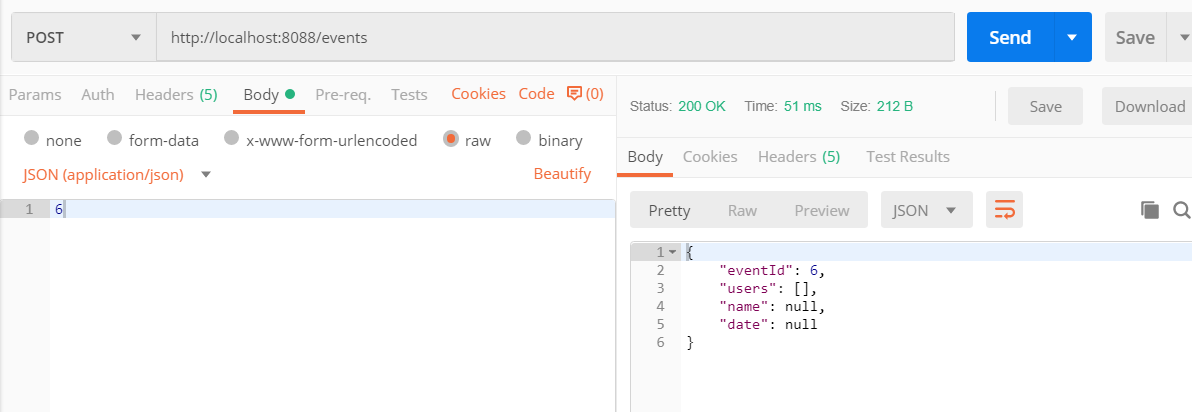 POST http://localhost:8088/events Send Save
Params Auth Headers (5) Body Pre-req. Tests Cookies Code (0)
none form-data x-www-form-urlencoded raw binary
JSON (application/json) Beautify
1 6
Status: 200 OK Time: 51 ms Size: 212 B Save Download
Body Cookies Headers (5) Test Results
Pretty Raw Preview JSON
1 {
2 "eventId": 6,
3 "users": [],
4 "name": null,
5 "date": null
6 }